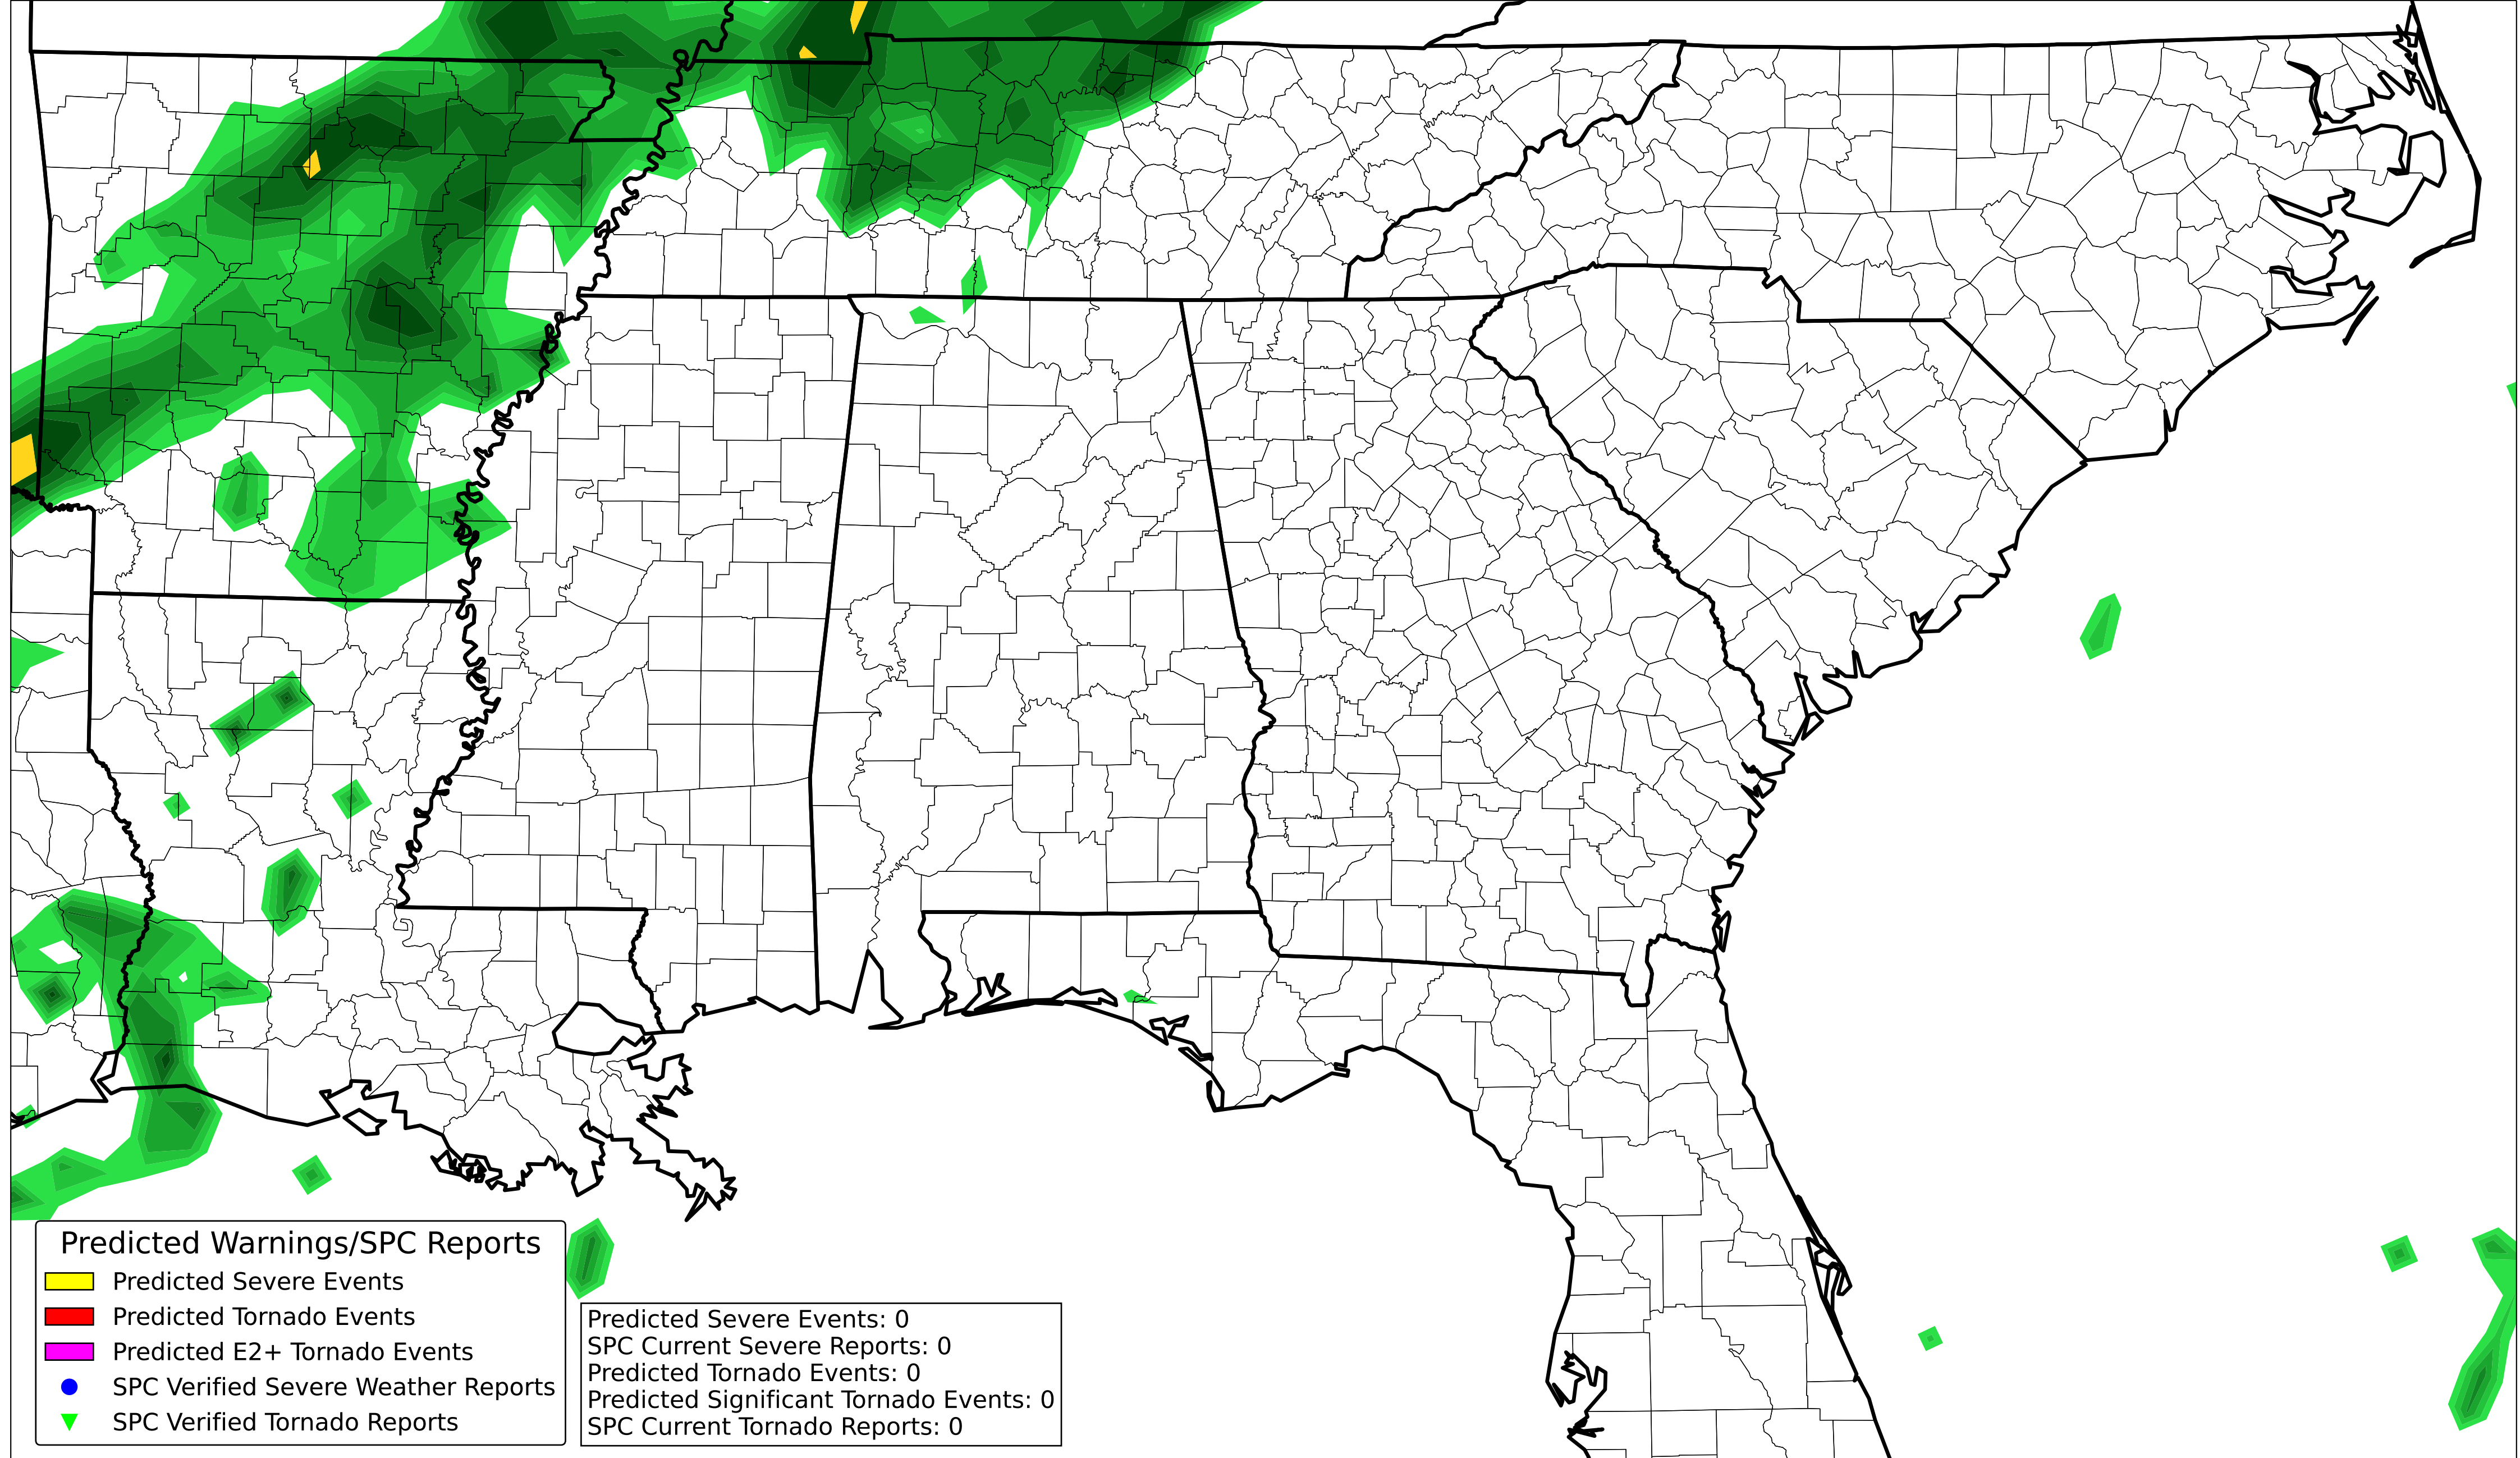 Predicted Warnings/SPC Reports
Predicted Severe Events
Predicted Tornado Events
Predicted E2+ Tornado Events
SPC Verified Severe Weather Reports
SPC Verified Tornado Reports
Predicted Severe Events: 0
SPC Current Severe Reports: 0
Predicted Tornado Events: 0
Predicted Significant Tornado Events: 0
SPC Current Tornado Reports: 0